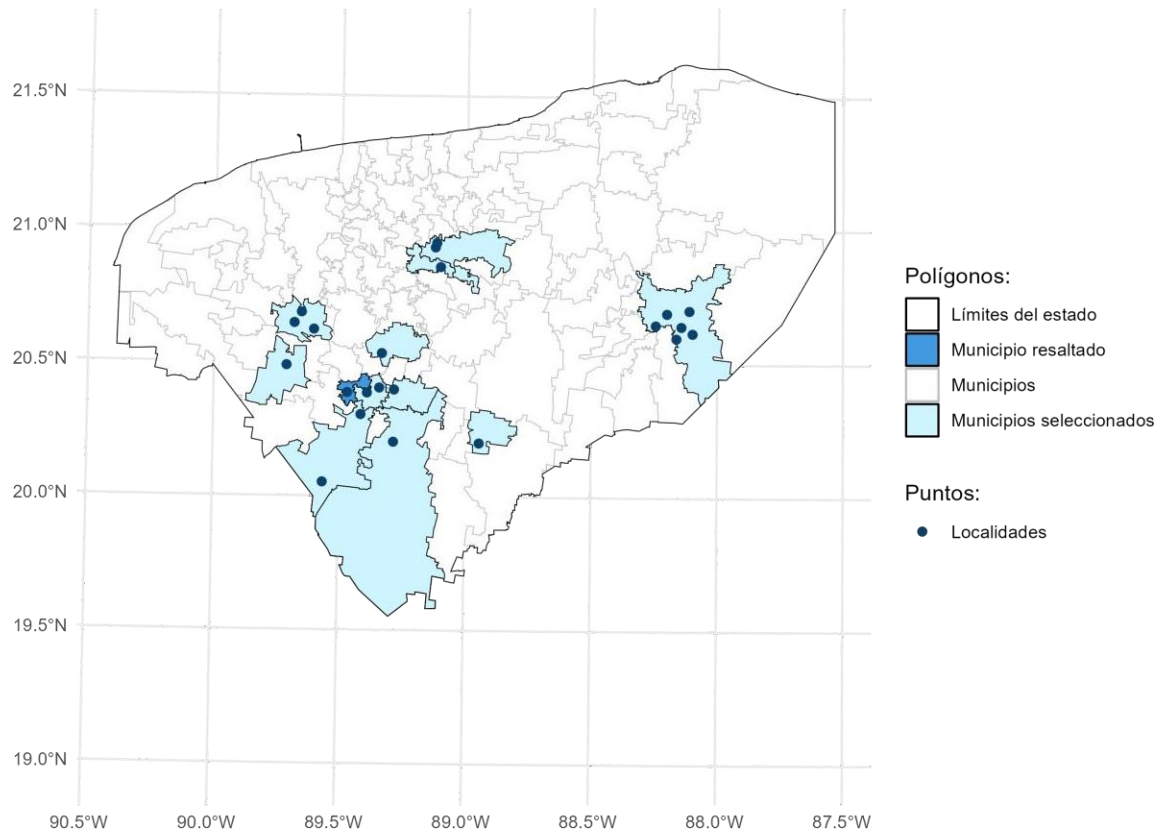 21.5°N
21.0°N
20.5°N
20.0°N
19.5°N
19.0°N
90.5°W
90.0°W
89.5°W
89.0°W
88.5°W
88.0°W
87.5°W
Polígonos:
Límites del estado
Municipio resaltado
Municipios
Municipios seleccionados
Puntos:
Localidades